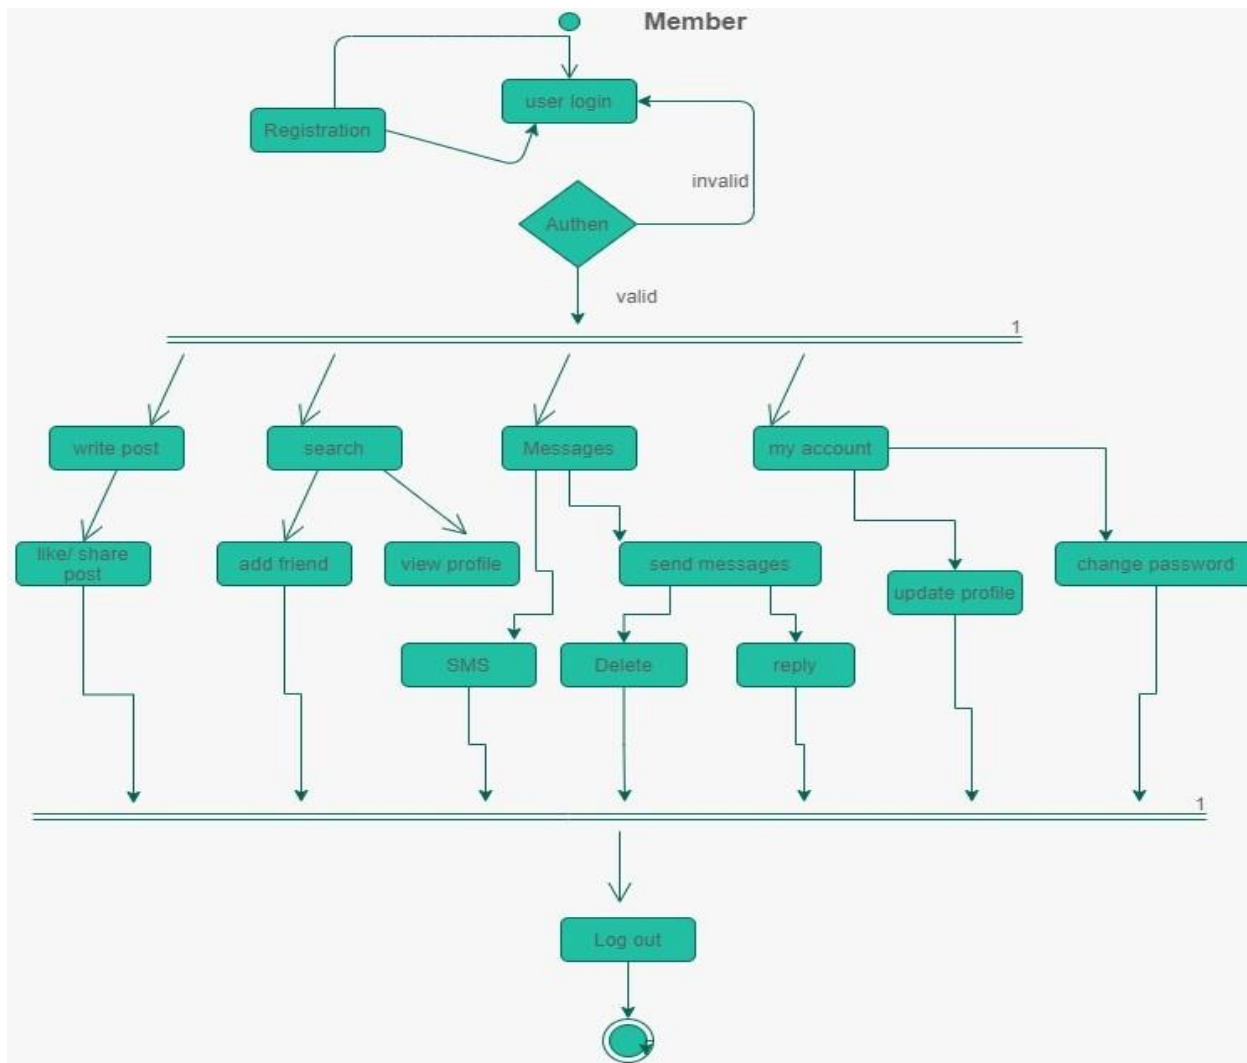 Member
user login
Registration
invalid
Authen
valid
1
write post
search
Messages
my account
like/ share
post
add friend
view profile
send messages
change password
update profile
SMS
Delete
reply
1
Log out